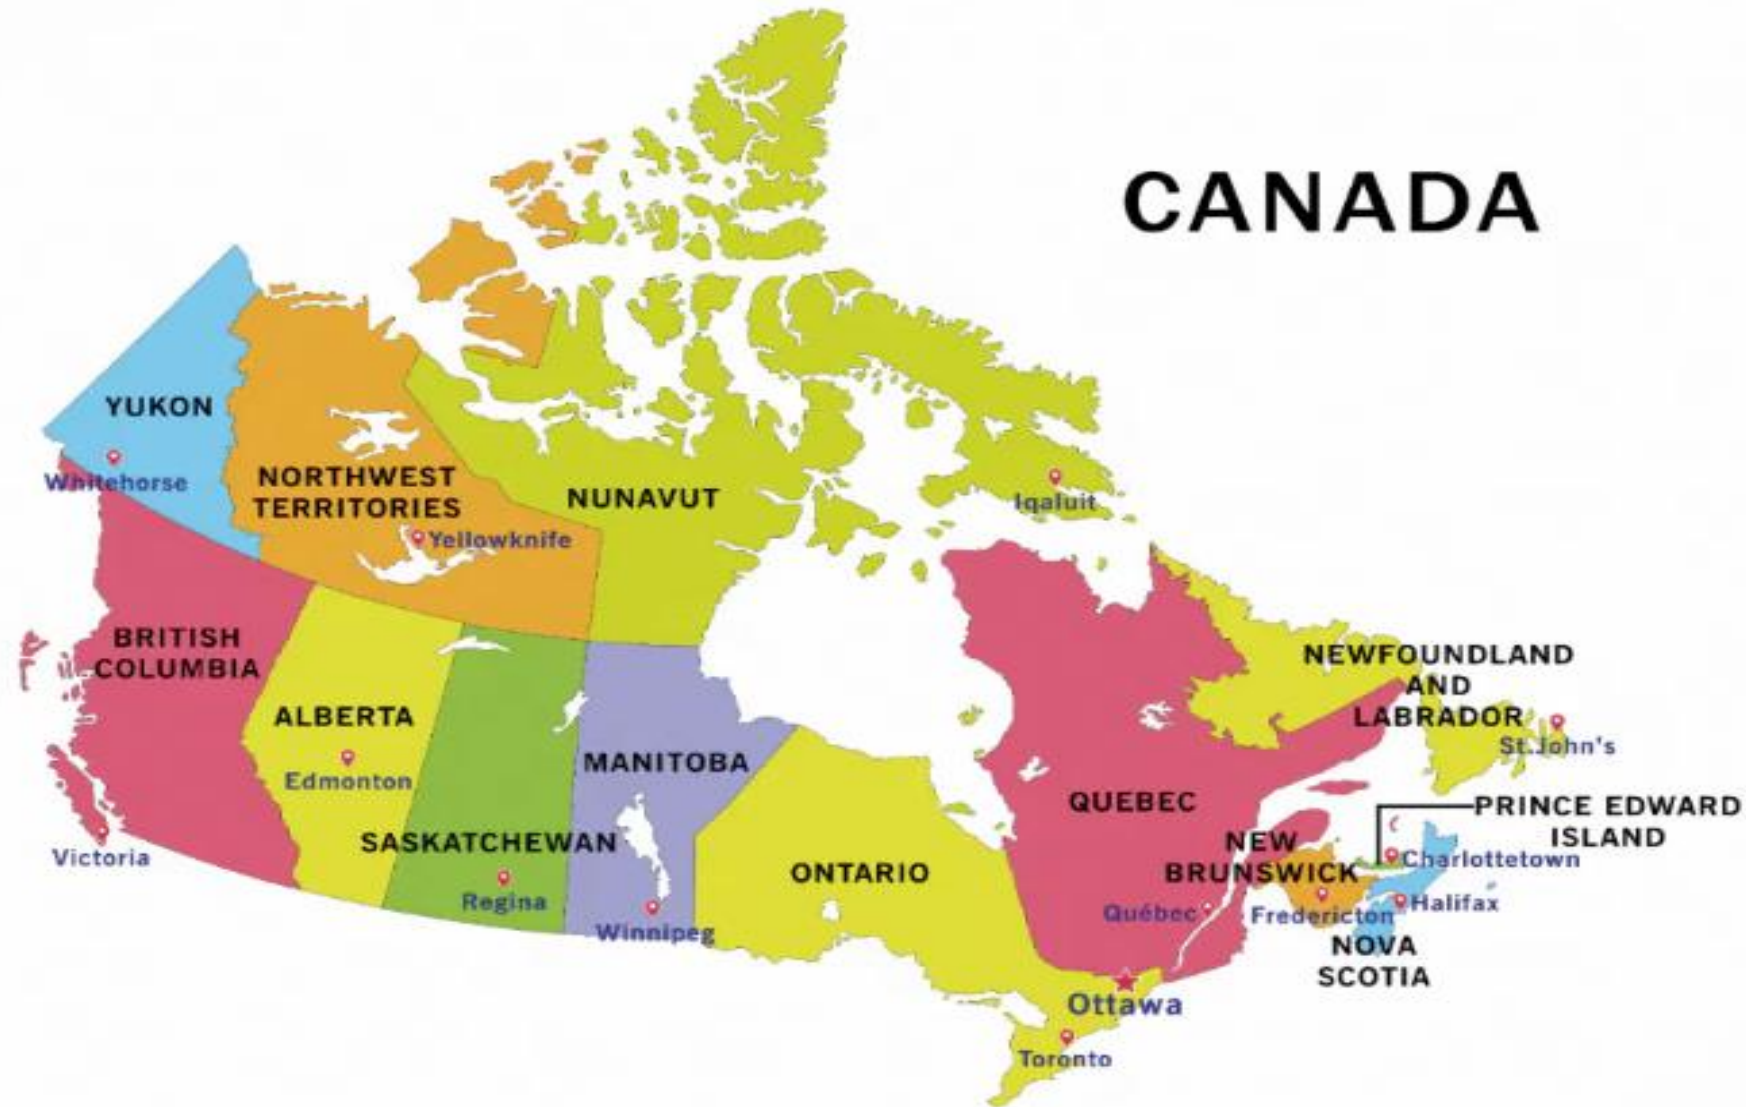 CANADA
YUKON
Whitehorse
NORTHWEST
TERRITORIES
Yellowknife
NUNAVUT
Iqaluit
BRITISH
COLUMBIA
Victoria
ALBERTA
Edmonton
SASKATCHEWAN
Regina
MANITOBA
Winnipeg
ONTARIO
Ottawa
Toronto
QUEBEC
Québec
NEWFOUNDLAND
AND
LABRADOR
St.John's
PRINCE EDWARD
ISLAND
Charlottetown
NEW
BRUNSWICK
Fredericton
Halifax
NOVA
SCOTIA